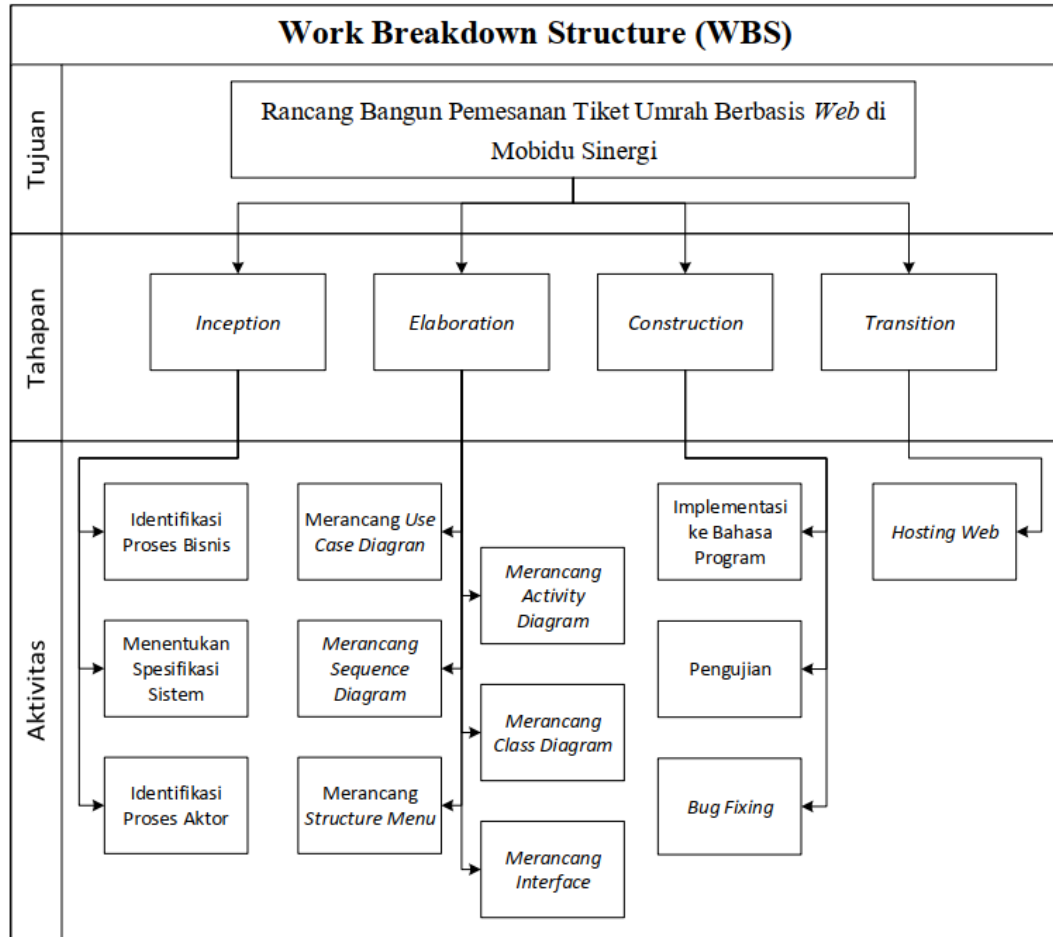 Work Breakdown Structure (WBS)
Tujuan
Rancang Bangun Pemesanan Tiket Umrah Berbasis Web di
Mobidu Sinergi
Tahapan
Inception
Elaboration
Construction
Transition
Aktivitas
Identifikasi
Proses Bisnis
Menentukan
Spesifikasi
Sistem
Identifikasi
Proses Aktor
Merancang Use
Case Diagran
Merancang
Activity
Diagram
Merancang
Sequence
Diagram
Merancang
Class Diagram
Merancang
Structure Menu
Merancang
Interface
Implementasi
ke Bahasa
Program
Pengujian
Bug Fixing
Hosting Web